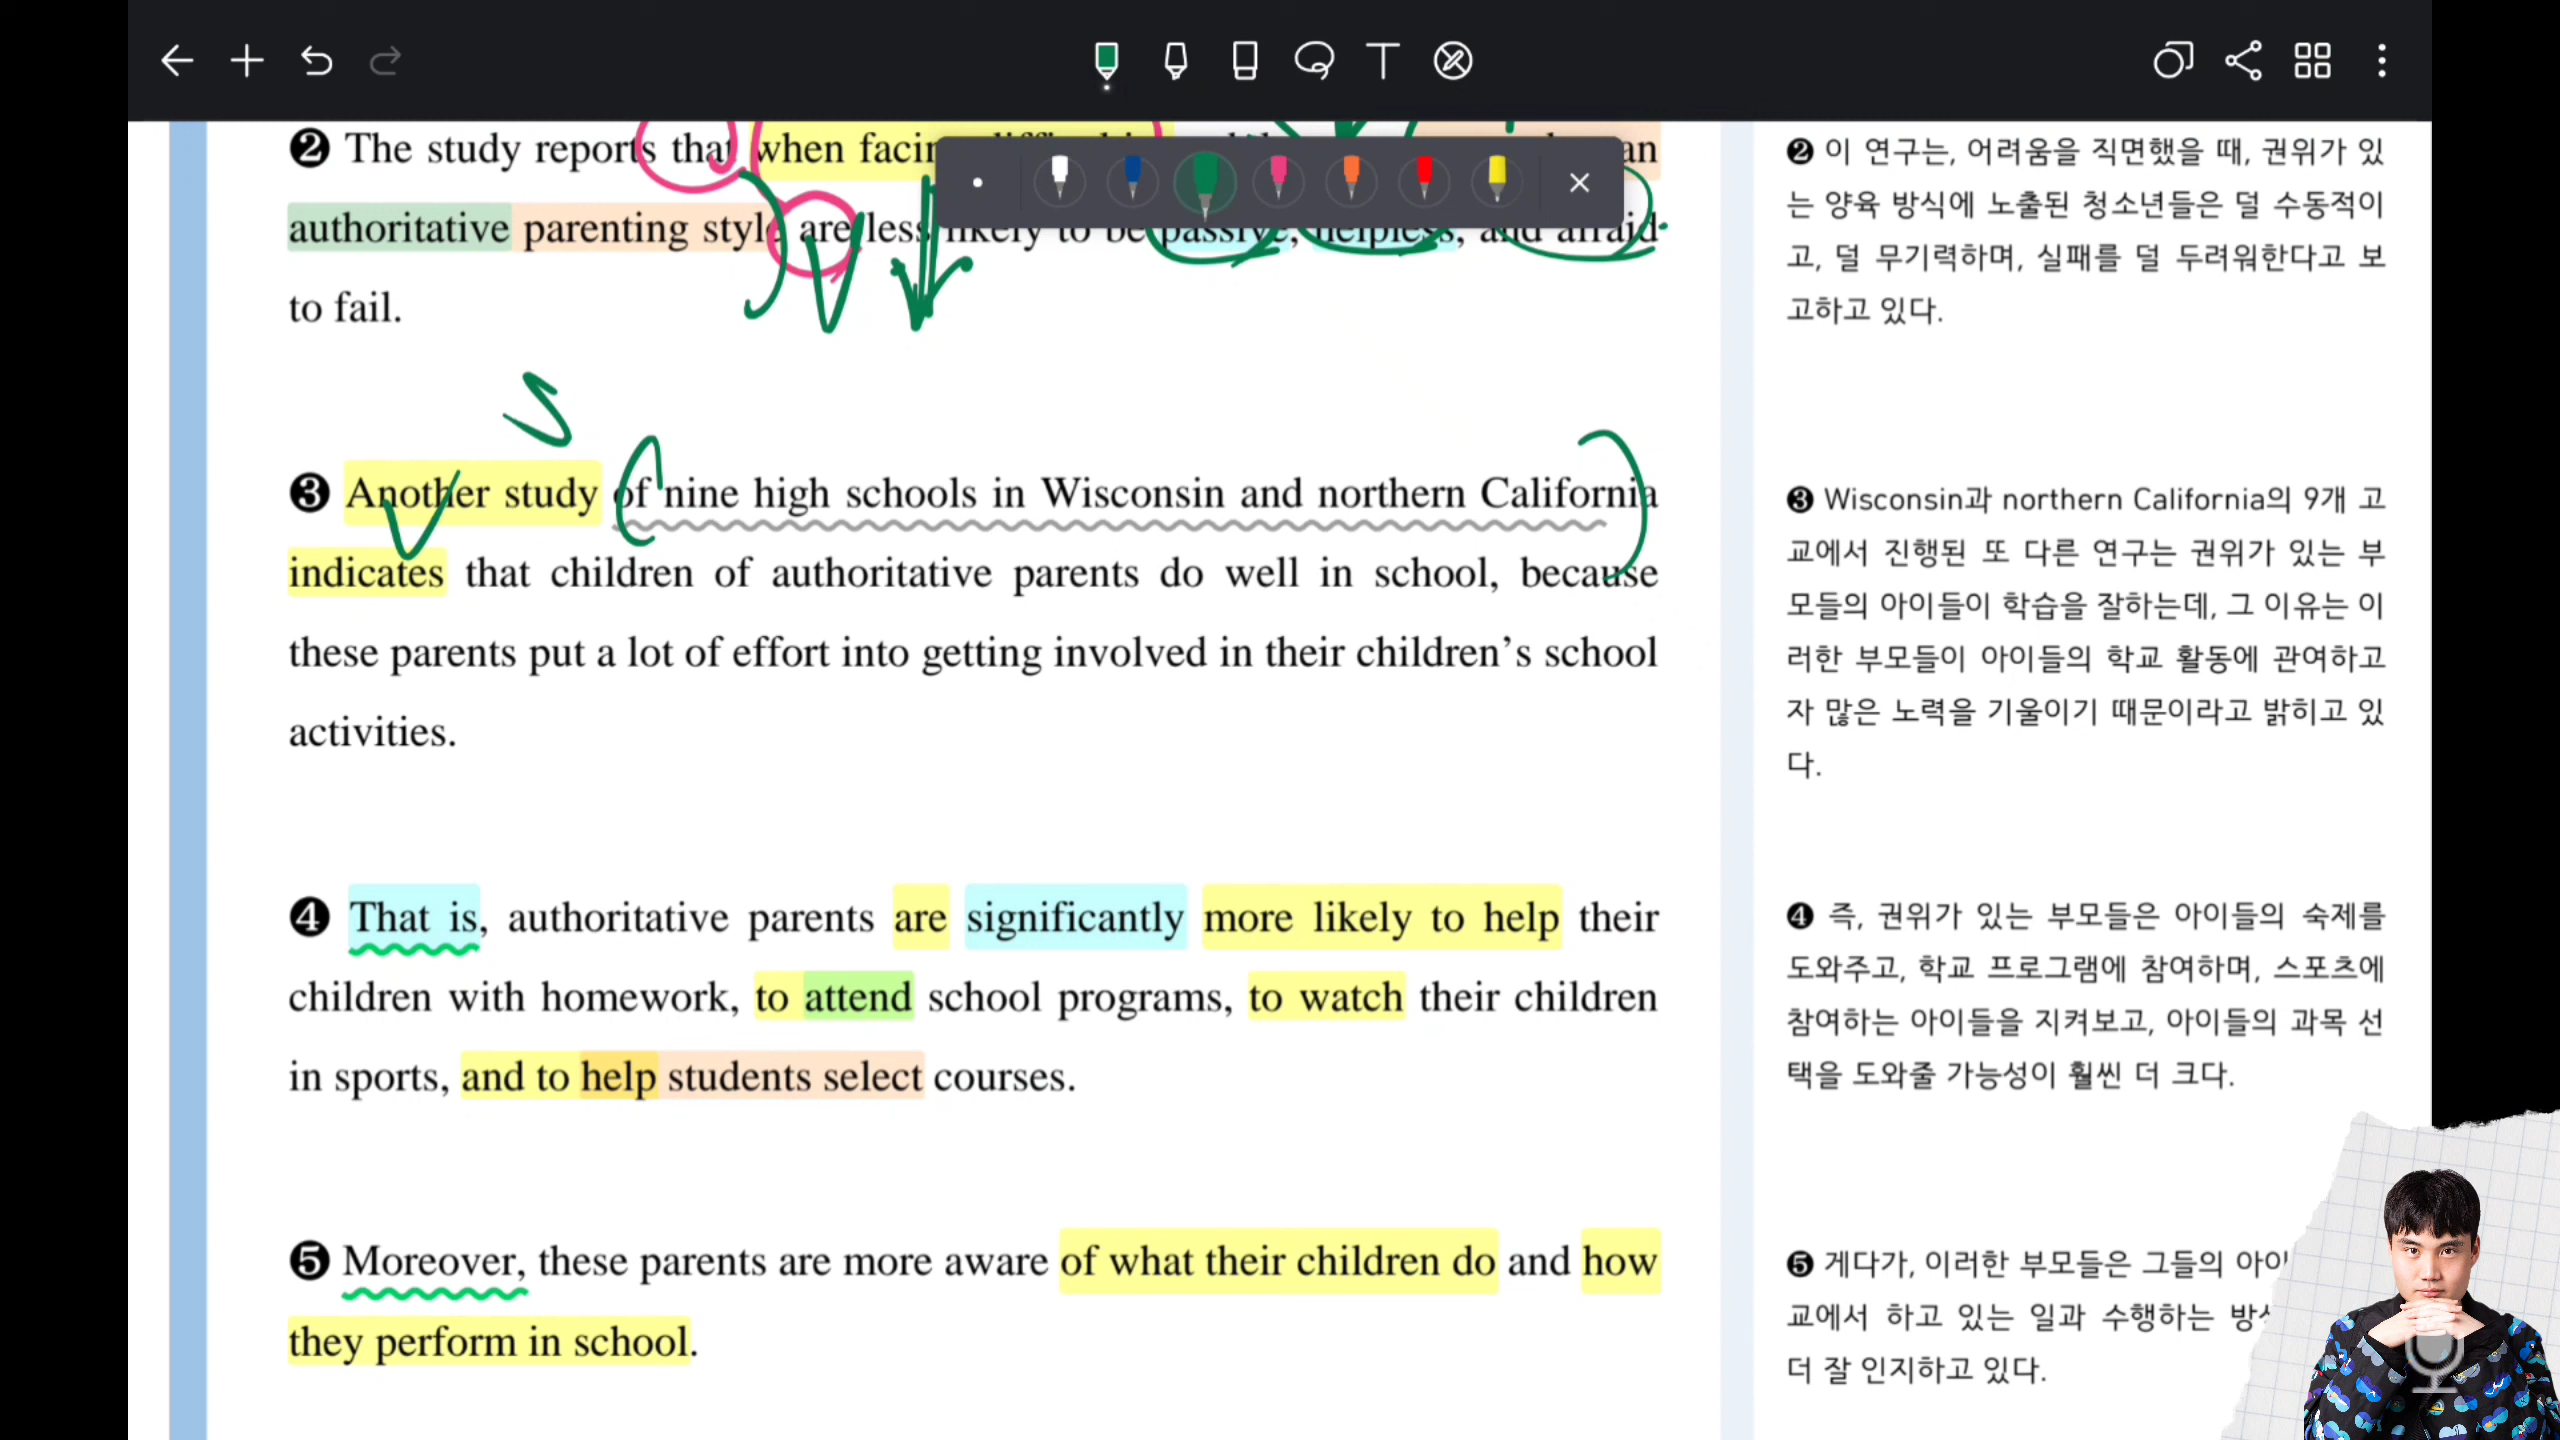 ❷ The study reports that when facin an
authoritative parenting style are less likely to be passive, helpless, and afraid
to fail.
❸ Another study of nine high schools in Wisconsin and northern California
indicates that children of authoritative parents do well in school, because
these parents put a lot of effort into getting involved in their children's school
activities.
❹ That is, authoritative parents are significantly more likely to help their
children with homework, to attend school programs, to watch their children
in sports, and to help students select courses.
❺ Moreover, these parents are more aware of what their children do and how
they perform in school.
❷ 이 연구는, 어려움을 직면했을 때, 권위가 있
는 양육 방식에 노출된 청소년들은 덜 수동적이
고, 덜 무기력하며, 실패를 덜 두려워한다고 보
고하고 있다.
❸ Wisconsin과 northern California의 9개 고
교에서 진행된 또 다른 연구는 권위가 있는 부
모들의 아이들이 학습을 잘하는데, 그 이유는 이
러한 부모들이 아이들의 학교 활동에 관여하고
자 많은 노력을 기울이기 때문이라고 밝히고 있
다.
❹ 즉, 권위가 있는 부모들은 아이들의 숙제를
도와주고, 학교 프로그램에 참여하며, 스포츠에
참여하는 아이들을 지켜보고, 아이들의 과목 선
택을 도와줄 가능성이 훨씬 더 크다.
❺ 게다가, 이러한 부모들은 그들의 아이
교에서 하고 있는 일과 수행하는 방
더 잘 인지하고 있다.